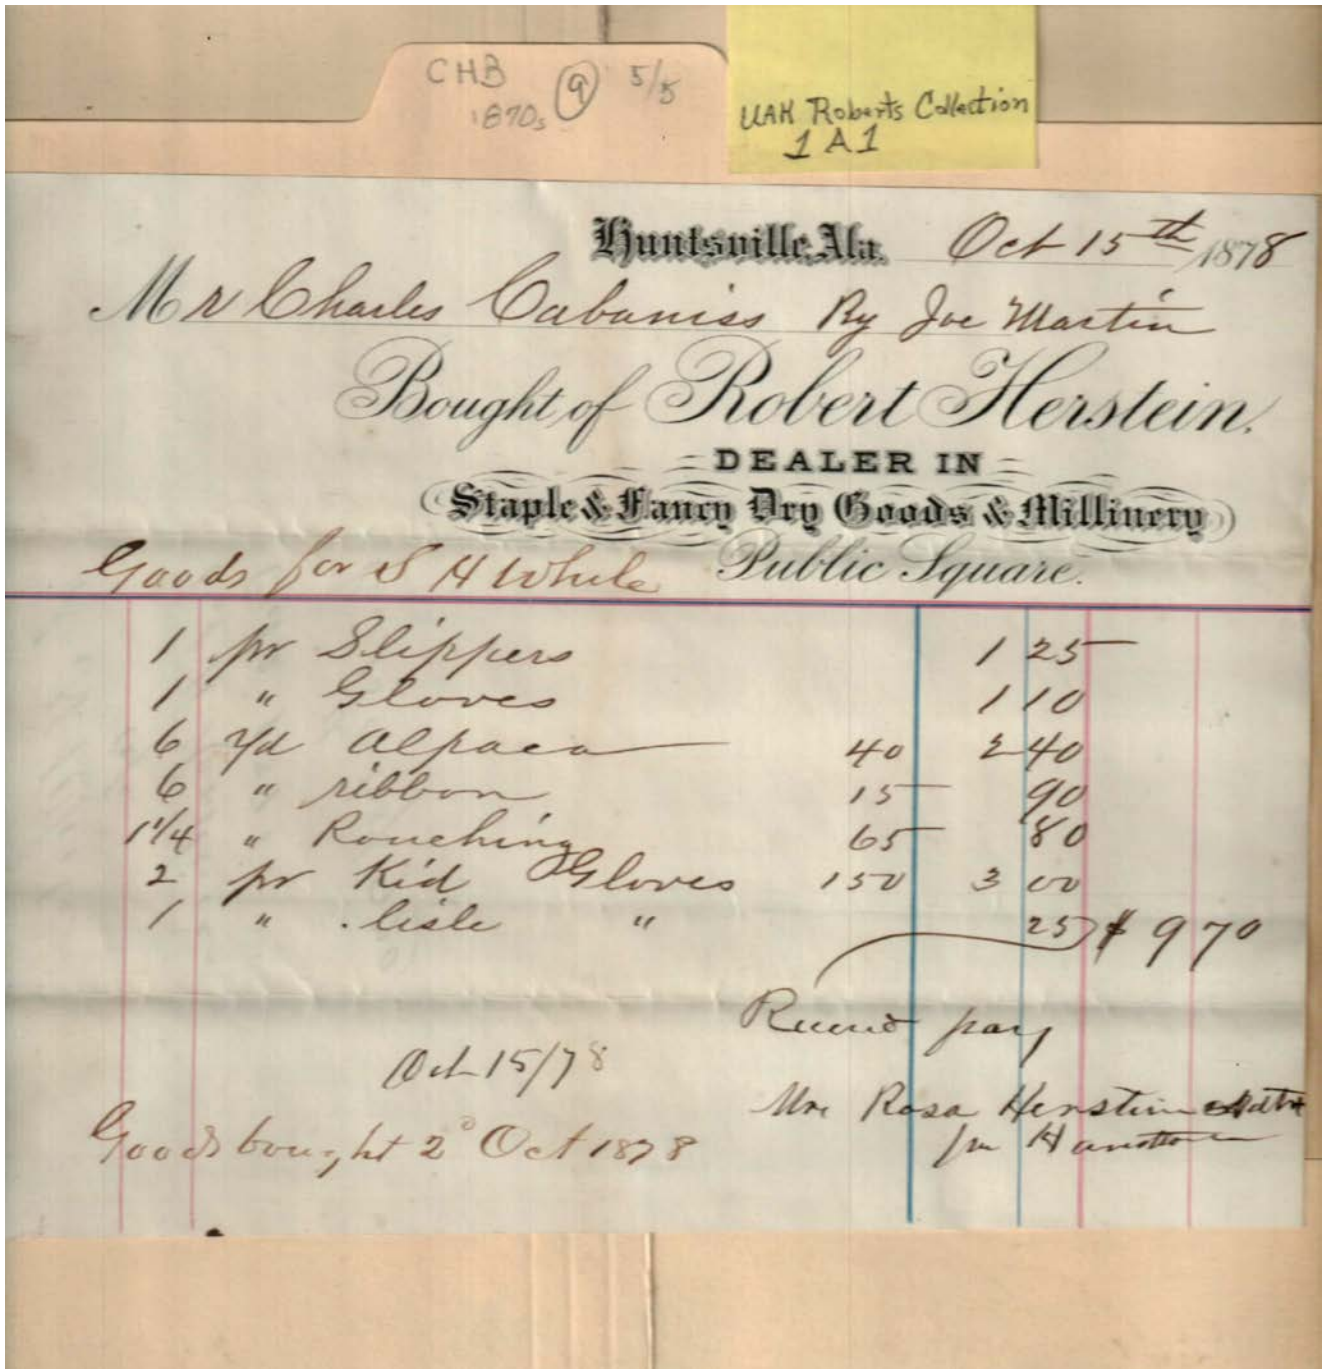 CHB 9 5/5
1870s
UAH Roberts Collection
1 A 1
Huntsville, Ala. Oct 15th 1878
Mr Charles Cabaniss By Joe Martin
Bought of Robert Herstein.
DEALER IN
Staple & Fancy Dry Goods & Millinery
Public Square.
Goods for S H White
1 pr Slippers 1 25
1 " Gloves 1 10
6 yd Alpaca 40 2 40
6 " ribbon 15 90
1 1/4 " Rouching 65 80
2 pr Kid Gloves 150 3 00
1 " lisle " 25 $ 9 70
pay
Oct 15/78
Mrs Rosa Herstein
Goods bought 2 Oct 1878